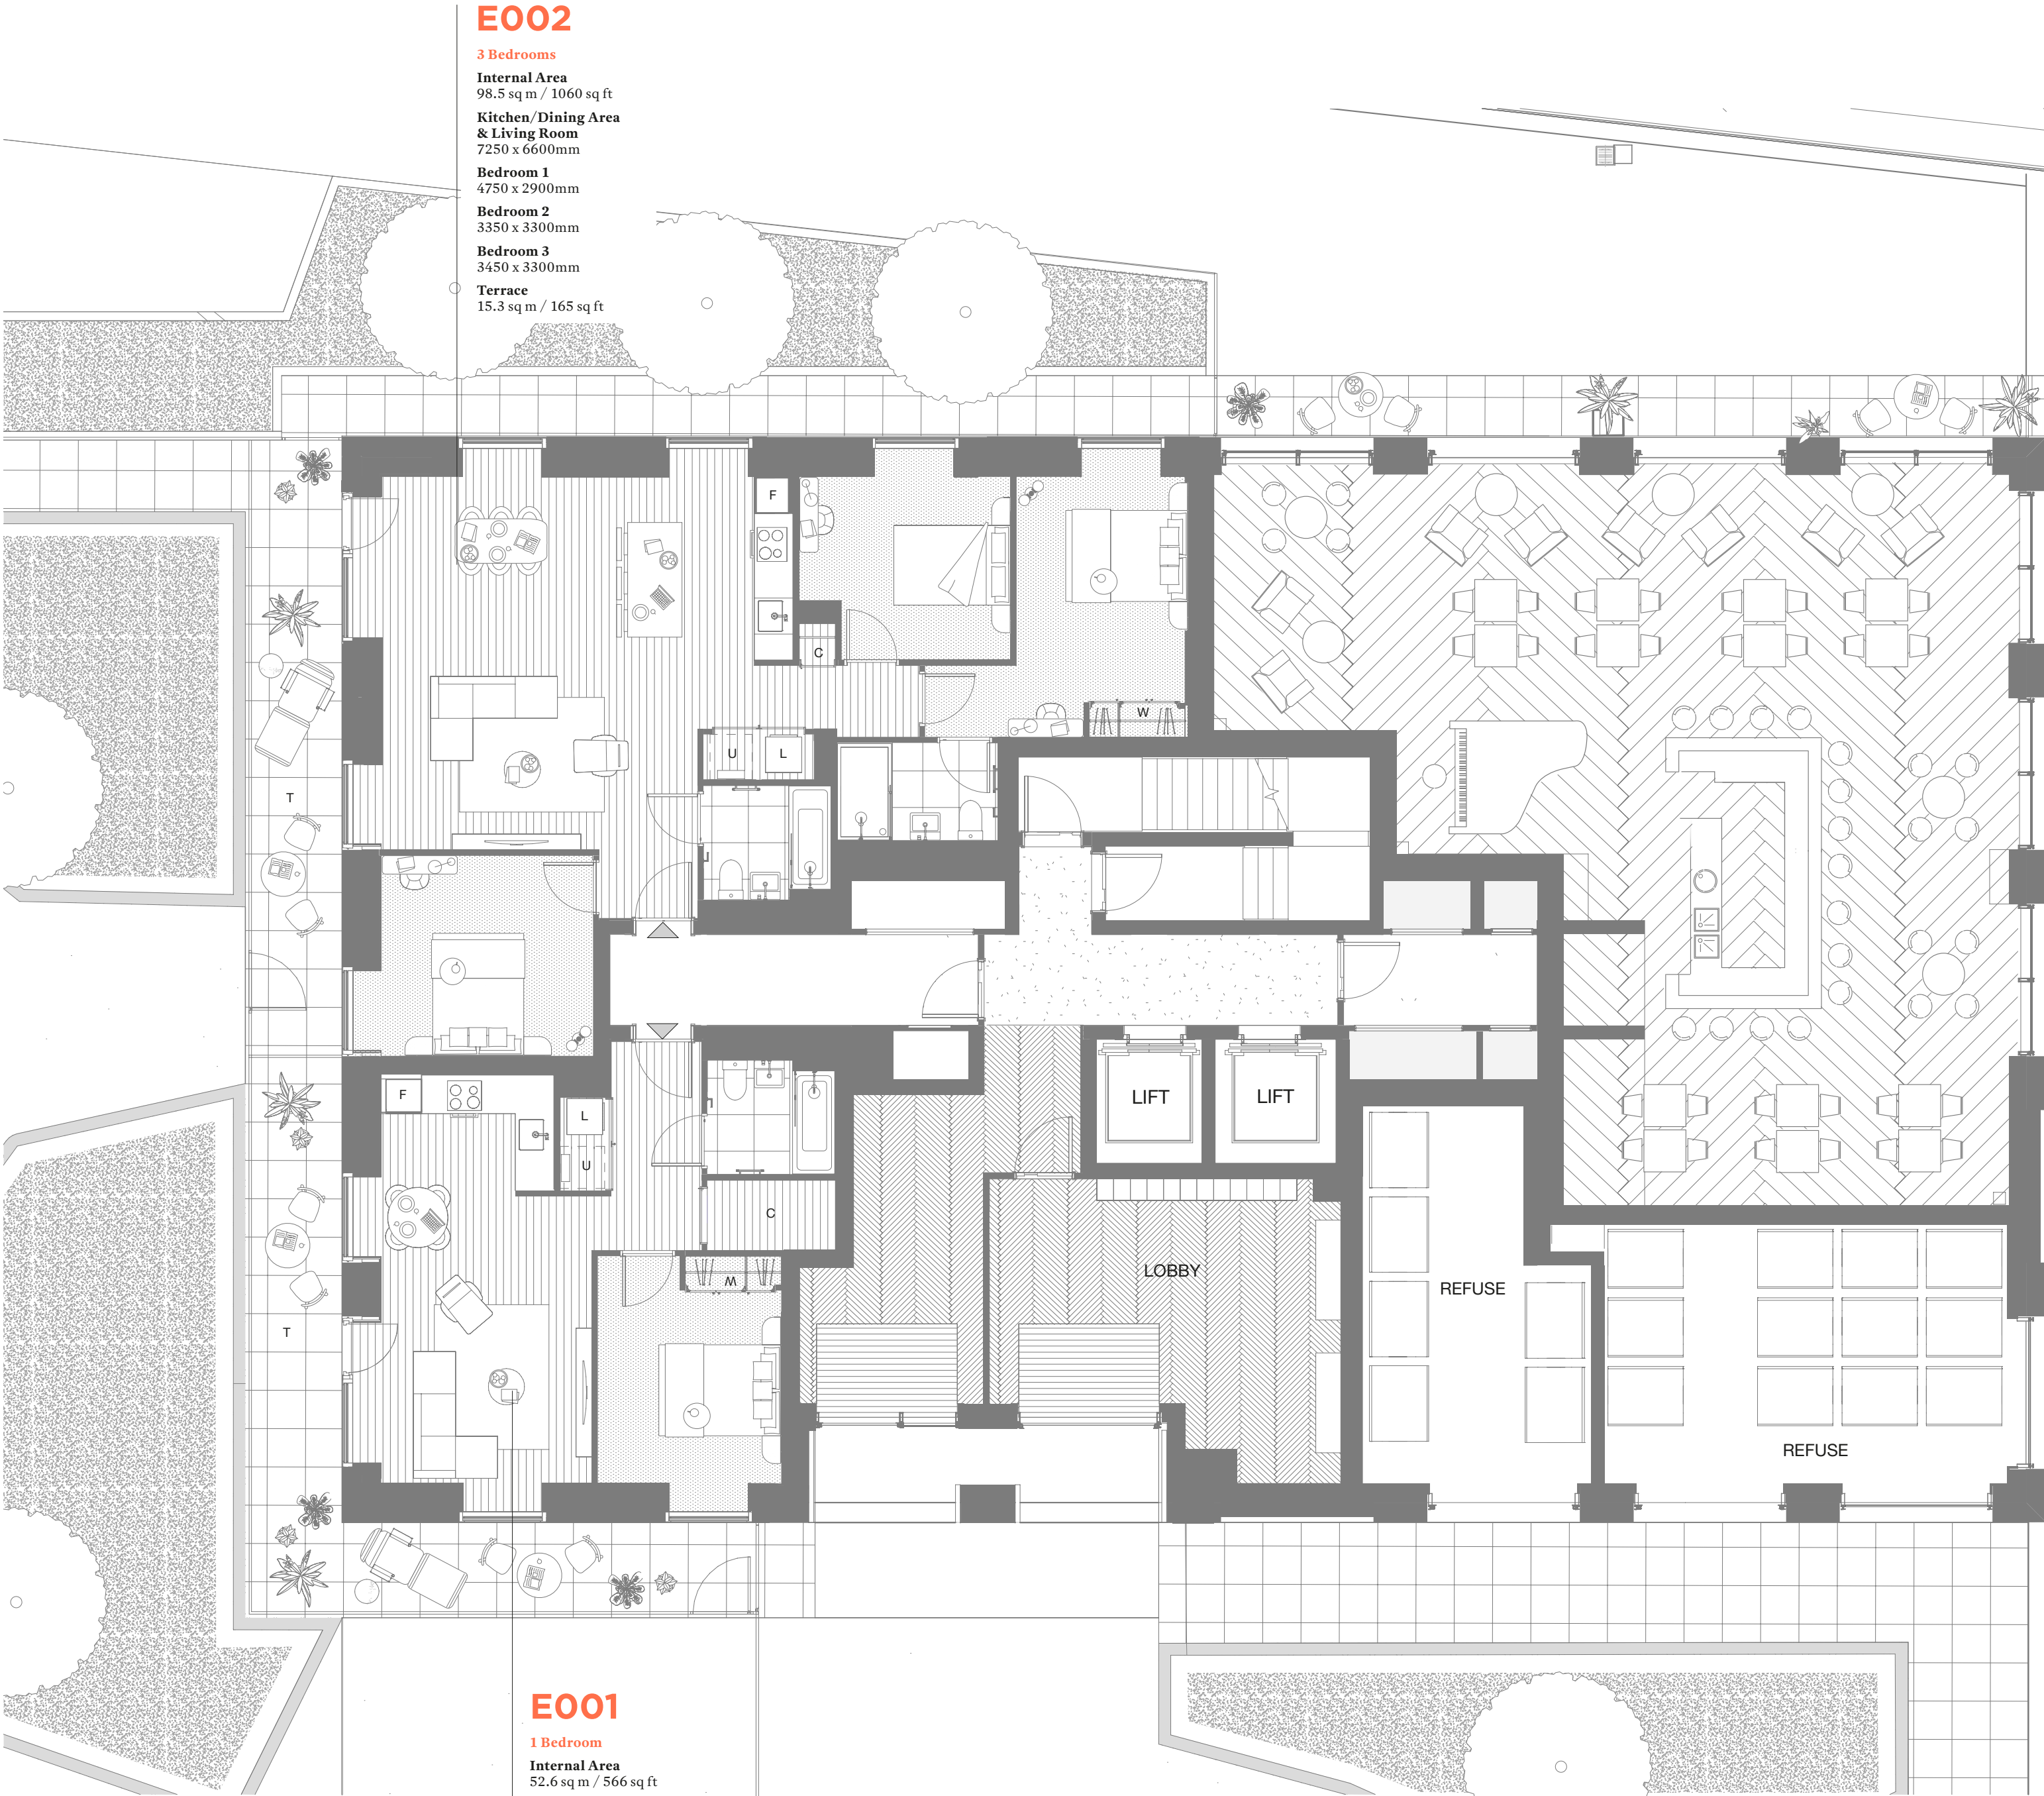 E002
3 Bedrooms
Internal Area
98.5 sq m / 1060 sq ft
Kitchen/Dining Area
& Living Room
7250 x 6600mm
Bedroom 1
4750 x 2900mm
Bedroom 2
3350 x 3300mm
Bedroom 3
3450 x 3300mm
Terrace
15.3 sq m / 165 sq ft
F
C
W
U
L
T
F
L
U
LIFT
LIFT
C
LOBBY
W
REFUSE
T
REFUSE
E001
1 Bedroom
Internal Area
52.6 sq m / 566 sq ft